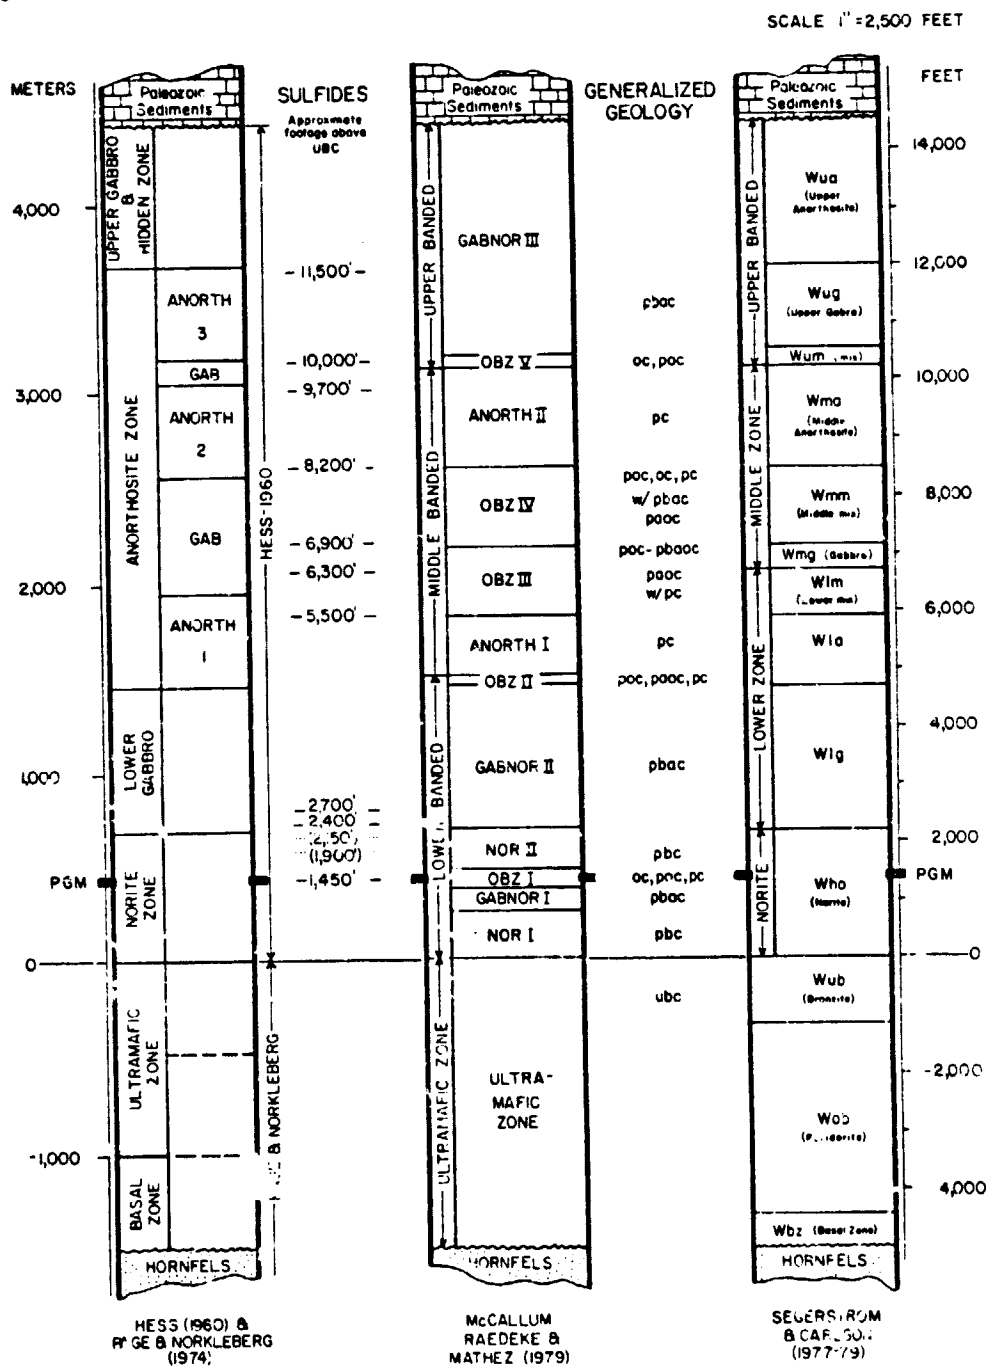 SCALE 1"=2,500 FEET
METERS
Paleozoic
Sediments
4,000
3,000
2,000
1,000
PGM
0
-1,000
UPPER GABBRO
&
HIDDEN ZONE
ANORTHOSITE ZONE
ANORTH
3
GAB
ANORTH
2
GAB
ANORTH
1
LOWER
GABBRO
NORITE
ZONE
ULTRAMAFIC
ZONE
BASAL
ZONE
HORNFELS
HESS-1960
& NORKLEBERG
HESS (1960) &
& NORKLEBERG
(1974)
SULFIDES
Approximate
footage above
UBC
-11,500'-
-10,000'-
-9,700'-
-8,200'-
-6,900'-
-6,300'-
-5,500'-
-2,700'-
-2,400'-
(1,900')
-1,450'-
Paleozoic
Sediments
UPPER BANDED
MIDDLE BANDED
LOWER BANDED
ULTRAMAFIC ZONE
GABNOR III
OBZ V
ANORTH II
OBZ IV
OBZ III
ANORTH I
OBZ II
GABNOR II
NOR II
OBZ I
GABNOR I
NOR I
ULTRA-
MAFIC
ZONE
HORNFELS
McCALLUM
RAEDEKE &
MATHEZ (1979)
GENERALIZED
GEOLOGY
pbac
oc, poc
pc
poc, oc, pc
w/ pbac
paoc
poc-pbaoc
paoc
w/pc
pc
poc, paoc, pc
pbac
pbc
oc, poc, pc
pbac
pbc
ubc
Paleozoic
Sediments
UPPER BANDED
MIDDLE ZONE
LOWER ZONE
NORITE
Wua
(Upper
Anorthosite)
Wug
(Upper Gabbro)
Wum
Wma
(Middle
Anorthosite)
Wmm
(Middle mix)
Wmg (Gabbro)
Wlm
(Lower mix)
Wla
Wlg
Who
(Norite)
Wub
Wob
Wbz (Basal Zone)
HORNFELS
SEGERSTROM
& CARLSON
(1977-79)
FEET
14,000
12,000
10,000
8,000
6,000
4,000
2,000
PGM
0
-2,000
4,000